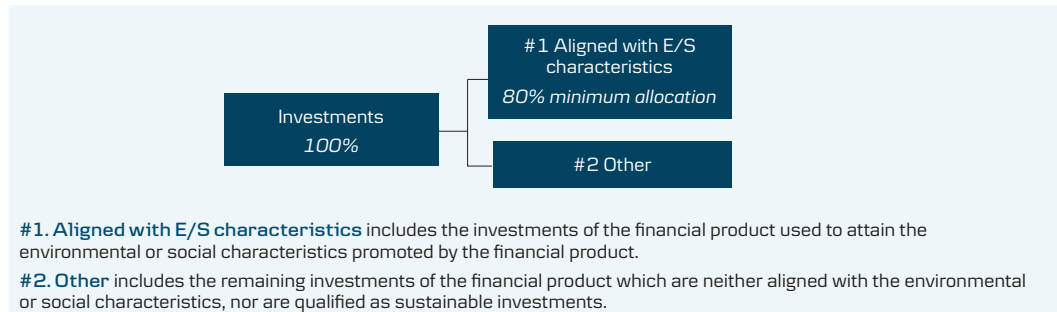 #1 Aligned with E/S
characteristics
80% minimum allocation
Investments
100%
#2 Other
#1. Aligned with E/S characteristics includes the investments of the financial product used to attain the
environmental or social characteristics promoted by the financial product.
#2. Other includes the remaining investments of the financial product which are neither aligned with the environmental
or social characteristics, nor are qualified as sustainable investments.